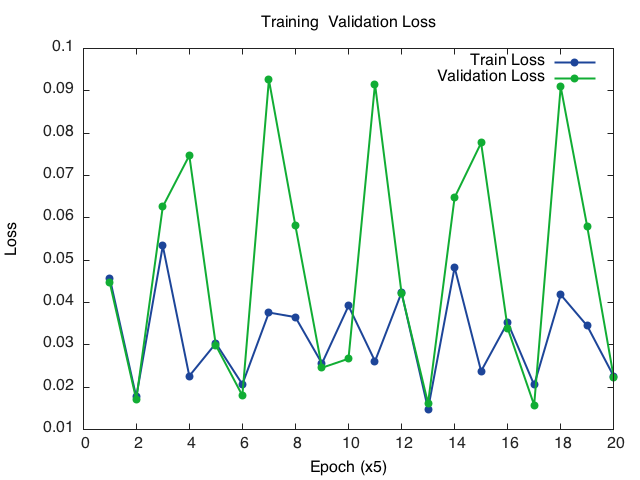 Training  Validation Loss
0.1
0.09
0.08
0.07
0.06
0.05
0.04
0.03
0.02
0.01
Loss
Train Loss
Validation Loss
0 2 4 6 8 10 12 14 16 18 20
Epoch (x5)